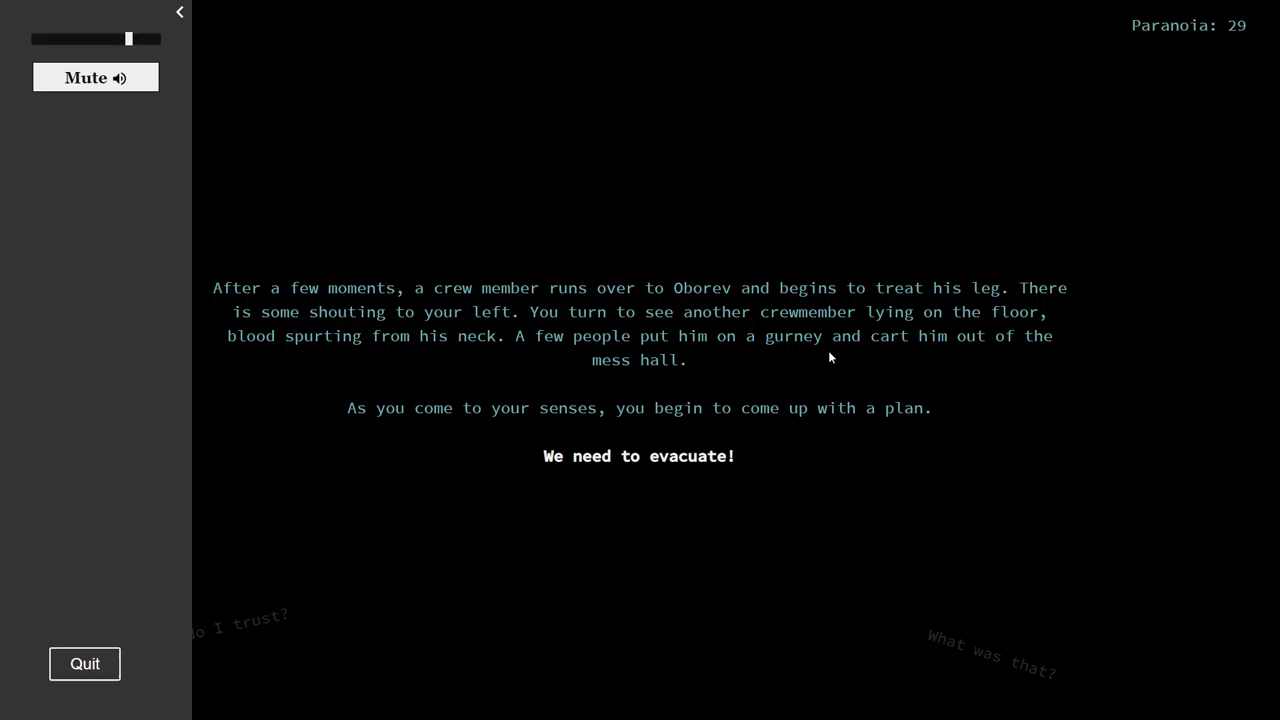 Paranoia: 29
Mute
After a few moments, a crew member runs over to Oborev and begins to treat his leg. There
is some shouting to your left. You turn to see another crewmember lying on the floor,
blood spurting from his neck. A few people put him on a gurney and cart him out of the
mess hall.
As you come to your senses, you begin to come up with a plan.
We need to evacuate!
do I trust?
What was that?
Quit